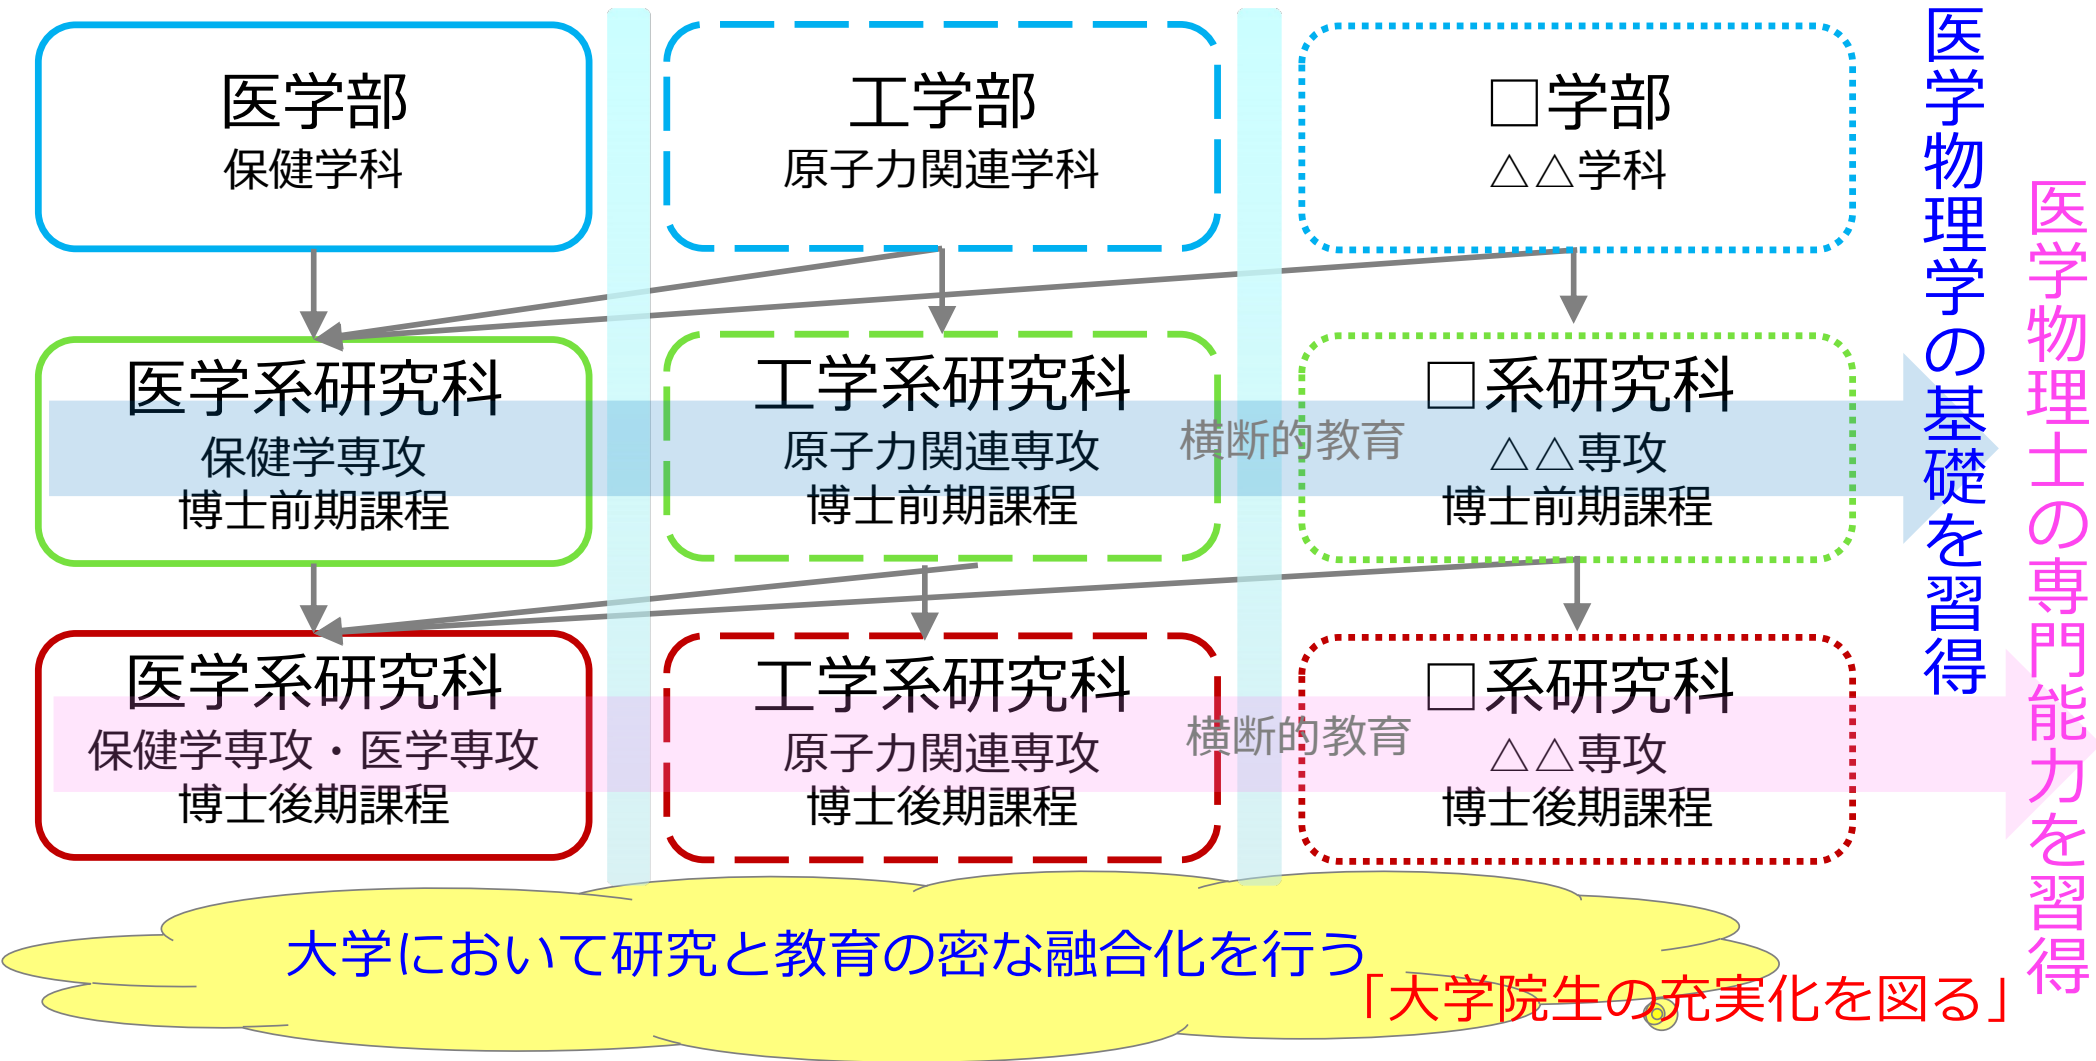 医学部
保健学科
工学部
原子力関連学科
□学部
△△学科
医学系研究科
保健学専攻
博士前期課程
工学系研究科
原子力関連専攻
博士前期課程
横断的教育
□系研究科
△△専攻
博士前期課程
医学系研究科
保健学専攻・医学専攻
博士後期課程
工学系研究科
原子力関連専攻
博士後期課程
横断的教育
□系研究科
△△専攻
博士後期課程
医学物理学の基礎を習得
医学物理士の専門能力を習得
大学において研究と教育の密な融合化を行う
「大学院生の充実化を図る」